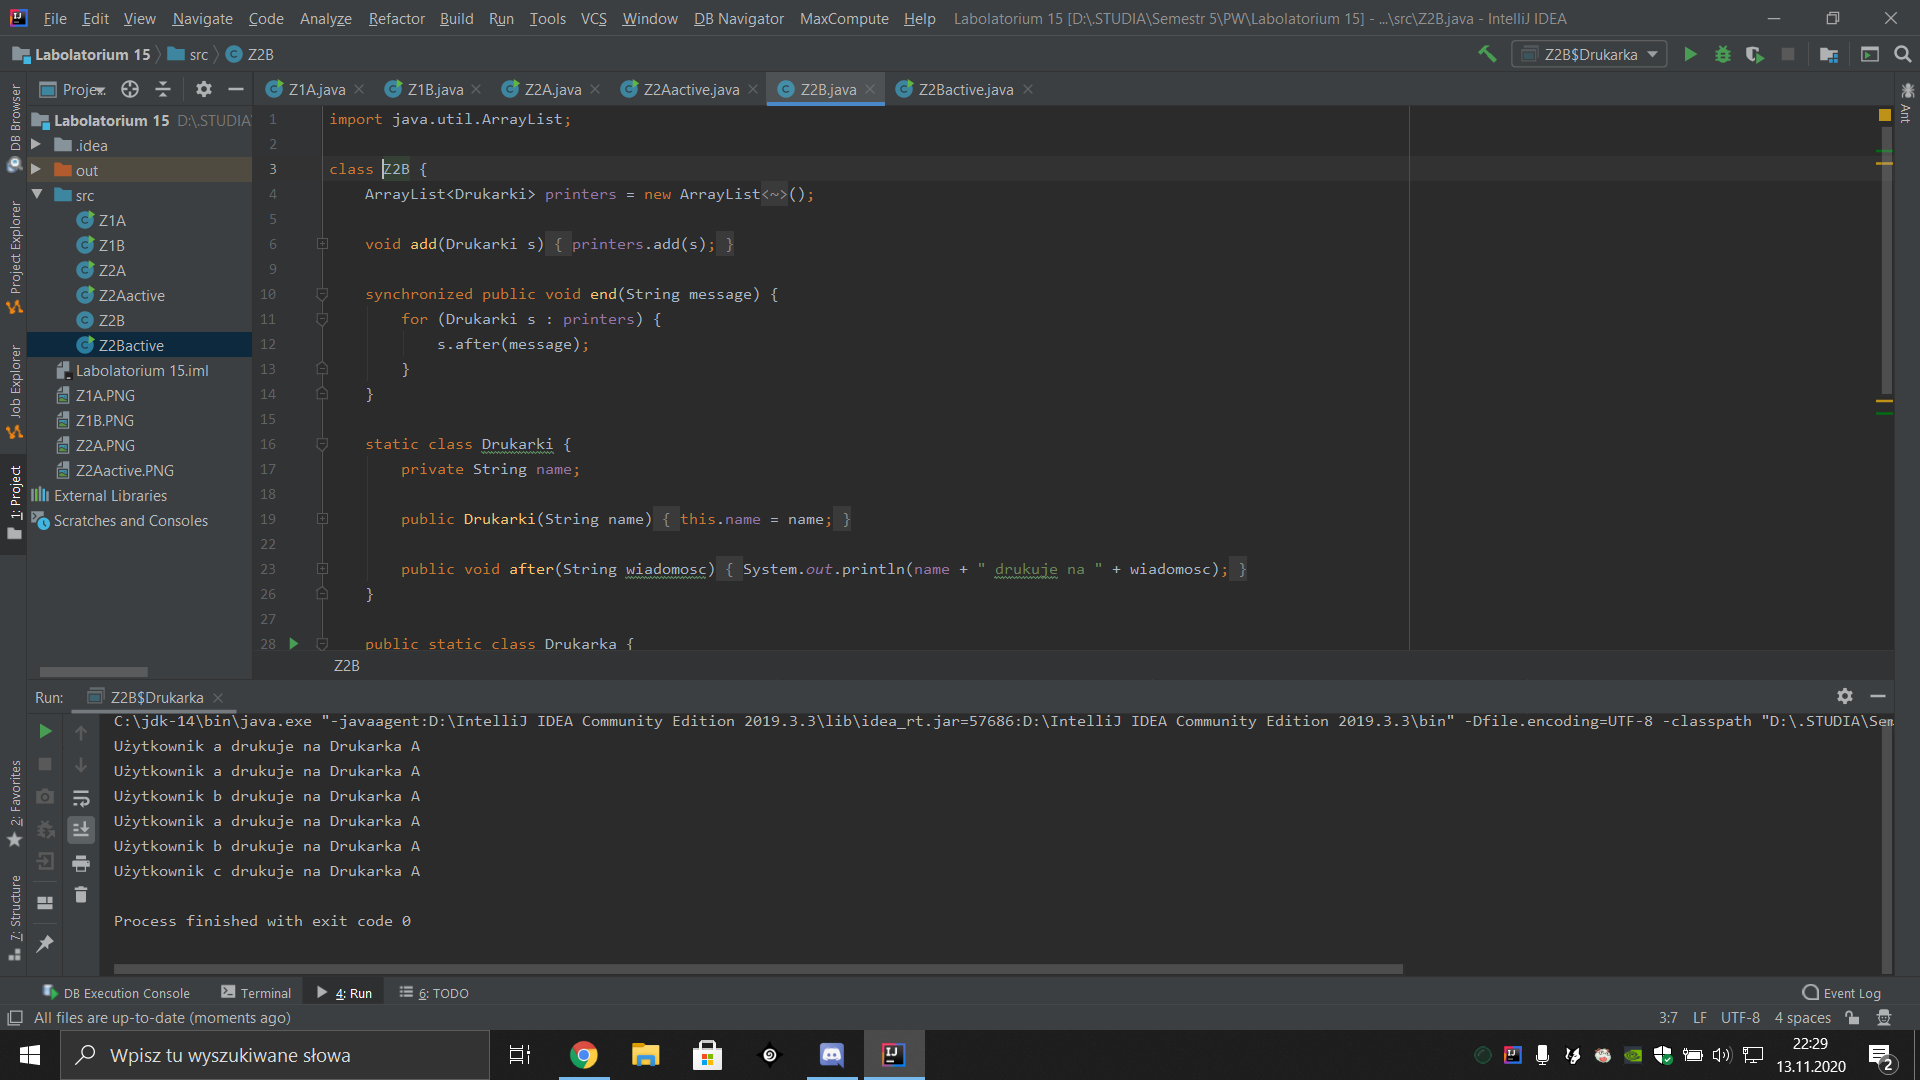 File Edit View Navigate Code Analyze Refactor Build Run Tools VCS Window DB Navigator MaxCompute Help Labolatorium 15 [D:\.STUDIA\Semestr 5\PW\Labolatorium 15] - ...\src\Z2B.java - IntelliJ IDEA
Labolatorium 15 src Z2B Z2B$Drukarka
Proje.. Z1A.java Z1B.java Z2A.java Z2Aactive.java Z2B.java Z2Bactive.java
DB Browser
Project Explorer
Job Explorer
1: Project
2: Favorites
7: Structure
Ant
Labolatorium 15 D:\.STUDIA
.idea
out
src
Z1A
Z1B
Z2A
Z2Aactive
Z2B
Z2Bactive
Labolatorium 15.iml
Z1A.PNG
Z1B.PNG
Z2A.PNG
Z2Aactive.PNG
External Libraries
Scratches and Consoles
1 import java.util.ArrayList;
2
3 class Z2B {
4 ArrayList<Drukarki> printers = new ArrayList<~>();
5
6 void add(Drukarki s) { printers.add(s); }
9
10 synchronized public void end(String message) {
11 for (Drukarki s : printers) {
12 s.after(message);
13 }
14 }
15
16 static class Drukarki {
17 private String name;
18
19 public Drukarki(String name) { this.name = name; }
22
23 public void after(String wiadomosc) { System.out.println(name + " drukuje na " + wiadomosc); }
26 }
27
28 public static class Drukarka {
Z2B
Run: Z2B$Drukarka
C:\jdk-14\bin\java.exe "-javaagent:D:\IntelliJ IDEA Community Edition 2019.3.3\lib\idea_rt.jar=57686:D:\IntelliJ IDEA Community Edition 2019.3.3\bin" -Dfile.encoding=UTF-8 -classpath "D:\.STUDIA\Sem
Użytkownik a drukuje na Drukarka A
Użytkownik a drukuje na Drukarka A
Użytkownik b drukuje na Drukarka A
Użytkownik a drukuje na Drukarka A
Użytkownik b drukuje na Drukarka A
Użytkownik c drukuje na Drukarka A
Process finished with exit code 0
DB Execution Console Terminal 4: Run 6: TODO Event Log
All files are up-to-date (moments ago) 3:7 LF UTF-8 4 spaces
Wpisz tu wyszukiwane słowa
22:29
13.11.2020
2